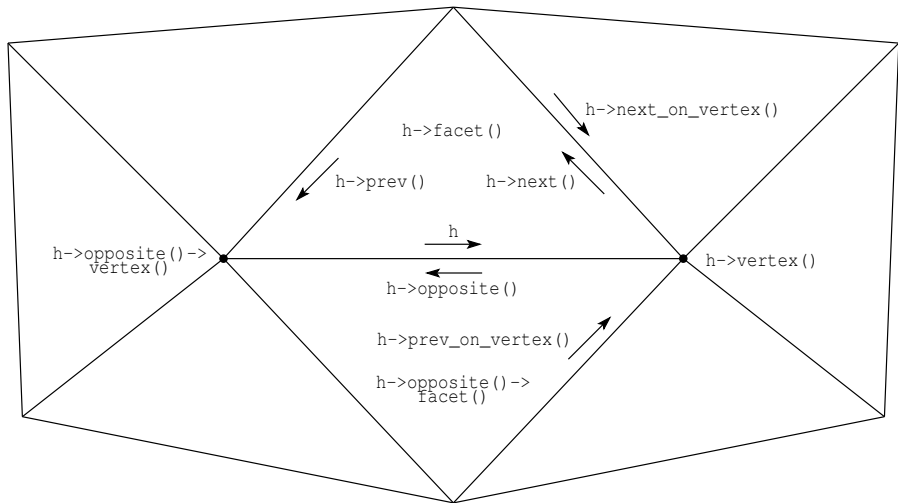 h->next_on_vertex()
h->facet()
h->prev()
h->next()
h
h->opposite()->
vertex()
h->vertex()
h->opposite()
h->prev_on_vertex()
h->opposite()->
facet()